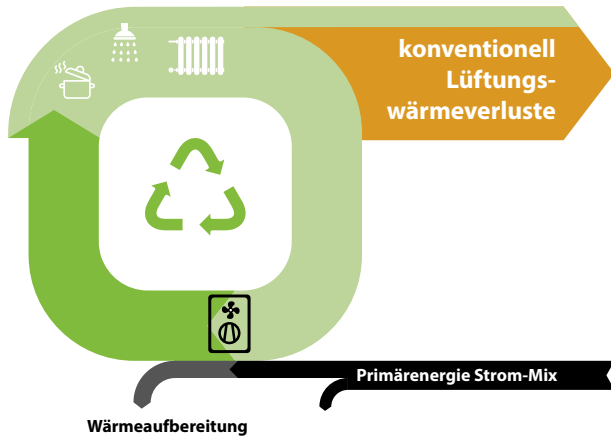 konventionell
Lüftungs-
wärmeverluste
Primärenergie Strom-Mix
Wärmeaufbereitung